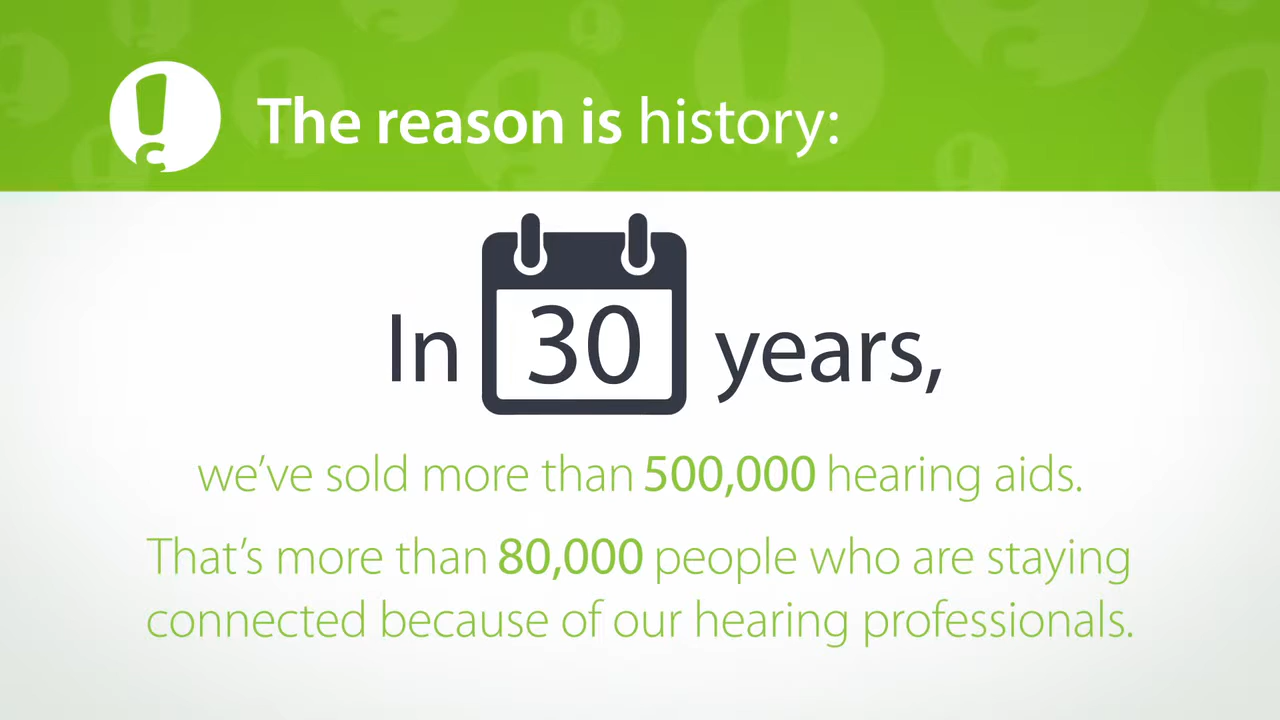 The reason is history:
In 30 years,
we've sold more than 500,000 hearing aids.
That's more than 80,000 people who are staying
connected because of our hearing professionals.